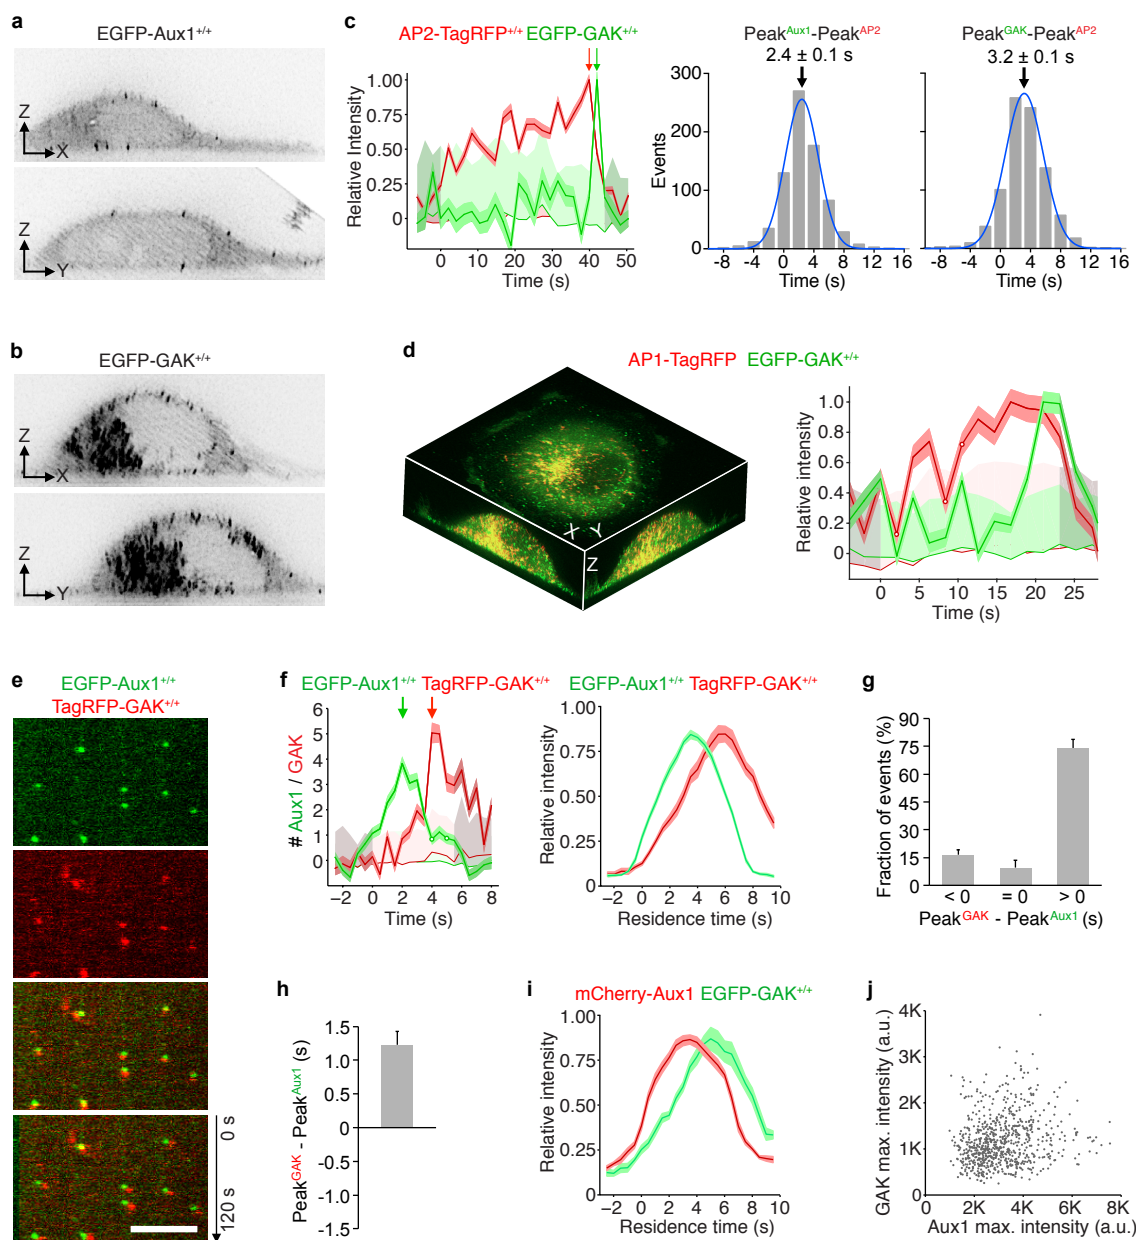 a
EGFP-Aux1+/+
Z
X
Z
Y
b
EGFP-GAK+/+
Z
X
Z
Y
c
AP2-TagRFP+/+ EGFP-GAK+/+
Relative Intensity
1.00
0.75
0.50
0.25
0
0 10 20 30 40 50
Time (s)
PeakAux1-PeakAP2
2.4 ± 0.1 s
Events
300
200
100
0
-8 -4 0 4 8 12 16
Time (s)
PeakGAK-PeakAP2
3.2 ± 0.1 s
-8 -4 0 4 8 12 16
Time (s)
d
AP1-TagRFP EGFP-GAK+/+
X Y
Z
Relative intensity
1.0
0.8
0.6
0.4
0.2
0
0 5 10 15 20 25
Time (s)
e
EGFP-Aux1+/+
TagRFP-GAK+/+
0 s
120 s
f
EGFP-Aux1+/+ TagRFP-GAK+/+
# Aux1 / GAK
6
5
4
3
2
1
0
−2 0 2 4 6 8
Time (s)
EGFP-Aux1+/+ TagRFP-GAK+/+
Relative intensity
1.00
0.75
0.50
0.25
0
−2 0 2 4 6 8 10
Residence time (s)
g
Fraction of events (%)
90
75
60
45
30
15
0
< 0 = 0 > 0
PeakGAK - PeakAux1 (s)
h
PeakGAK - PeakAux1 (s)
1.5
1.0
0.5
0
-0.5
-1.0
-1.5
i
mCherry-Aux1 EGFP-GAK+/+
Relative intensity
1.00
0.75
0.50
0.25
0
−2 0 2 4 6 8 10
Residence time (s)
j
GAK max. intensity (a.u.)
4K
3K
2K
1K
0
0 2K 4K 6K 8K
Aux1 max. intensity (a.u.)